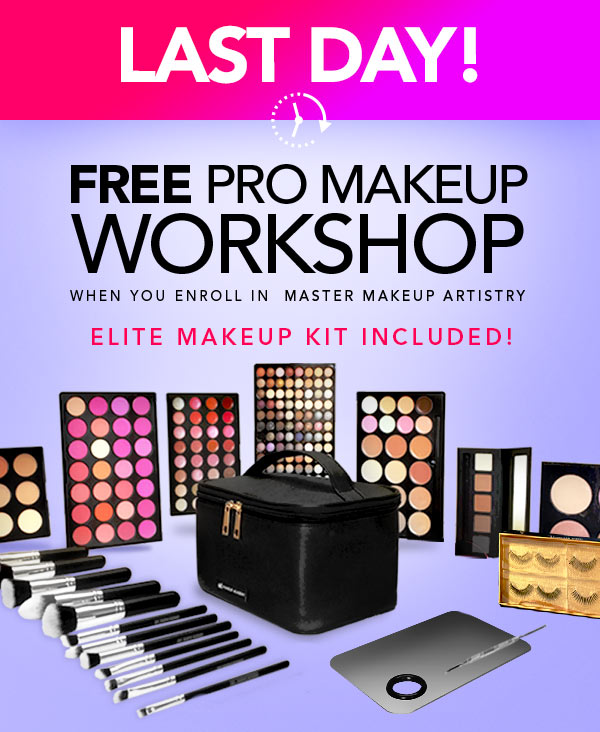 LAST DAY!
FREE PRO MAKEUP
WORKSHOP
WHEN YOU ENROLL IN MASTER MAKEUP ARTISTRY
ELITE MAKEUP KIT INCLUDED!